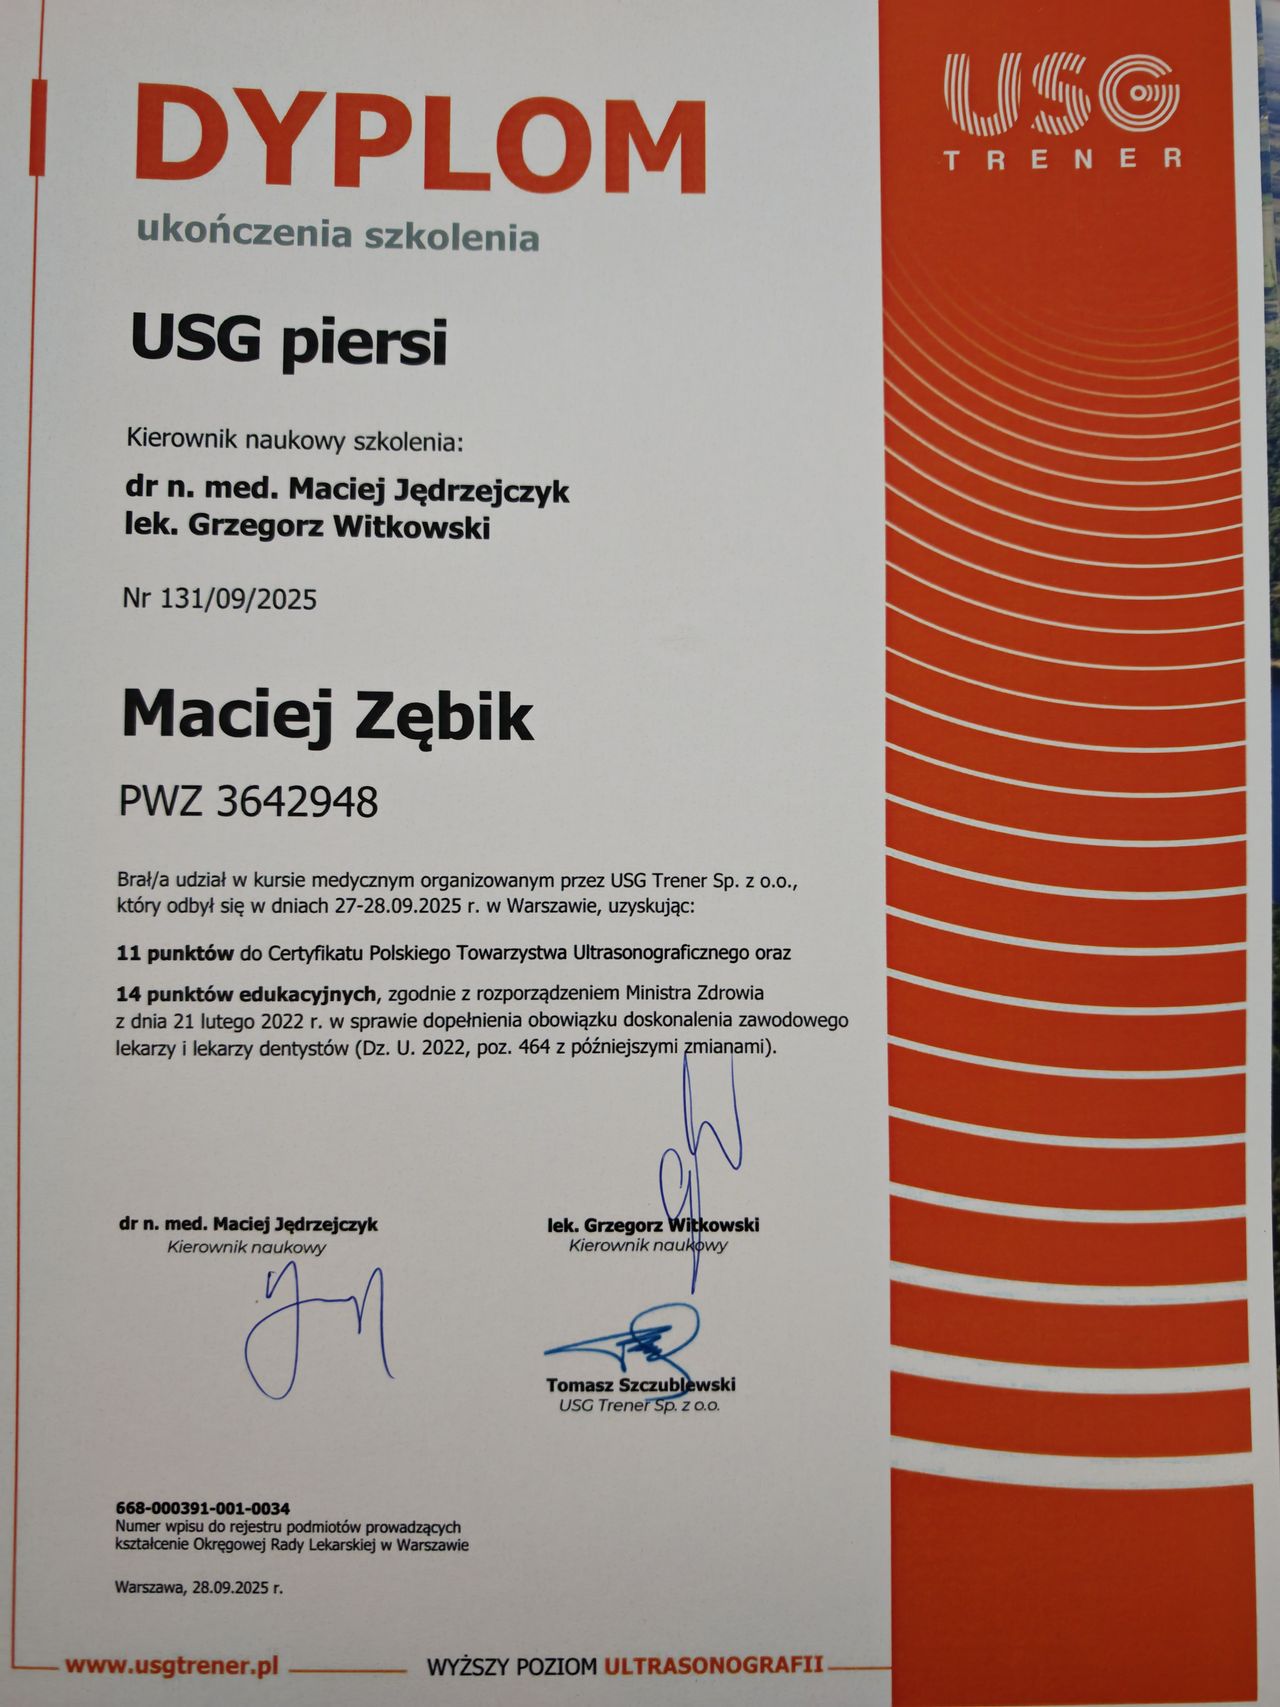 USG
TRENER
DYPLOM
ukończenia szkolenia
USG piersi
Kierownik naukowy szkolenia:
dr n. med. Maciej Jędrzejczyk
lek. Grzegorz Witkowski
Nr 131/09/2025
Maciej Zębik
PWZ 3642948
Brał/a udział w kursie medycznym organizowanym przez USG Trener Sp. z o.o.,
który odbył się w dniach 27-28.09.2025 r. w Warszawie, uzyskując:
11 punktów do Certyfikatu Polskiego Towarzystwa Ultrasonograficznego oraz
14 punktów edukacyjnych, zgodnie z rozporządzeniem Ministra Zdrowia
z dnia 21 lutego 2022 r. w sprawie dopełnienia obowiązku doskonalenia zawodowego
lekarzy i lekarzy dentystów (Dz. U. 2022, poz. 464 z późniejszymi zmianami).
dr n. med. Maciej Jędrzejczyk
Kierownik naukowy
lek. Grzegorz Witkowski
Kierownik naukowy
Tomasz Szczublewski
USG Trener Sp. z o.o.
668-000391-001-0034
Numer wpisu do rejestru podmiotów prowadzących
kształcenie Okręgowej Rady Lekarskiej w Warszawie
Warszawa, 28.09.2025 r.
www.usgtrener.pl
WYŻSZY POZIOM ULTRASONOGRAFII